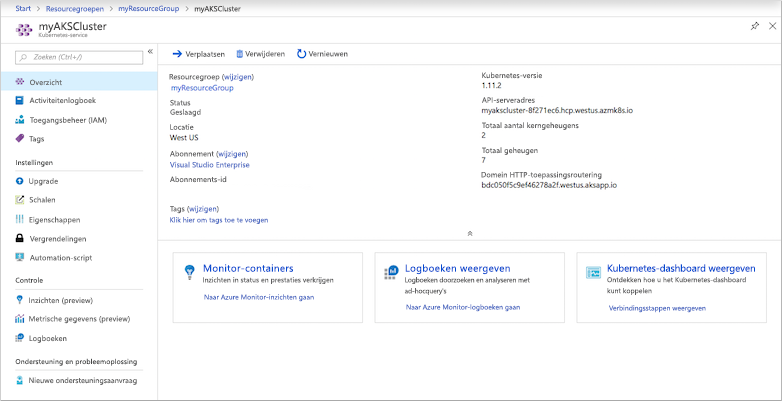 Start > Resourcegroepen > myResourceGroup > myAKSCluster
myAKSCluster
Kubernetes-service
Zoeken (Ctrl+/)
Overzicht
Activiteitenlogboek
Toegangsbeheer (IAM)
Tags
Instellingen
Upgrade
Schalen
Eigenschappen
Vergrendelingen
Automation-script
Controle
Inzichten (preview)
Metrische gegevens (preview)
Logboeken
Ondersteuning en probleemoplossing
Nieuwe ondersteuningsaanvraag
Verplaatsen Verwijderen Vernieuwen
Resourcegroep (wijzigen)
myResourceGroup
Status
Geslaagd
Locatie
West US
Abonnement (wijzigen)
Visual Studio Enterprise
Abonnements-id
Tags (wijzigen)
Klik hier om tags toe te voegen
Kubernetes-versie
1.11.2
API-serveradres
myakscluster-8f271ec6.hcp.westus.azmk8s.io
Totaal aantal kerngeheugens
2
Totaal geheugen
7
Domein HTTP-toepassingsroutering
bdc050f5c9ef46278a2f.westus.aksapp.io
Monitor-containers
Inzichten in status en prestaties verkrijgen
Naar Azure Monitor-inzichten gaan
Logboeken weergeven
Logboeken doorzoeken en analyseren met
ad-hocquery's
Naar Azure Monitor-logboeken gaan
Kubernetes-dashboard weergeven
Ontdekken hoe u het Kubernetes-dashboard
kunt koppelen
Verbindingsstappen weergeven